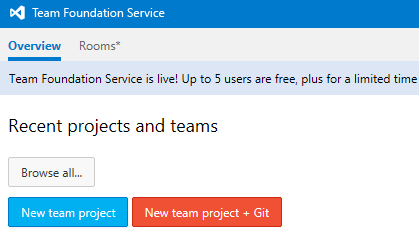 Team Foundation Service
Overview Rooms*
Team Foundation Service is live! Up to 5 users are free, plus for a limited time
Recent projects and teams
Browse all...
New team project New team project + Git